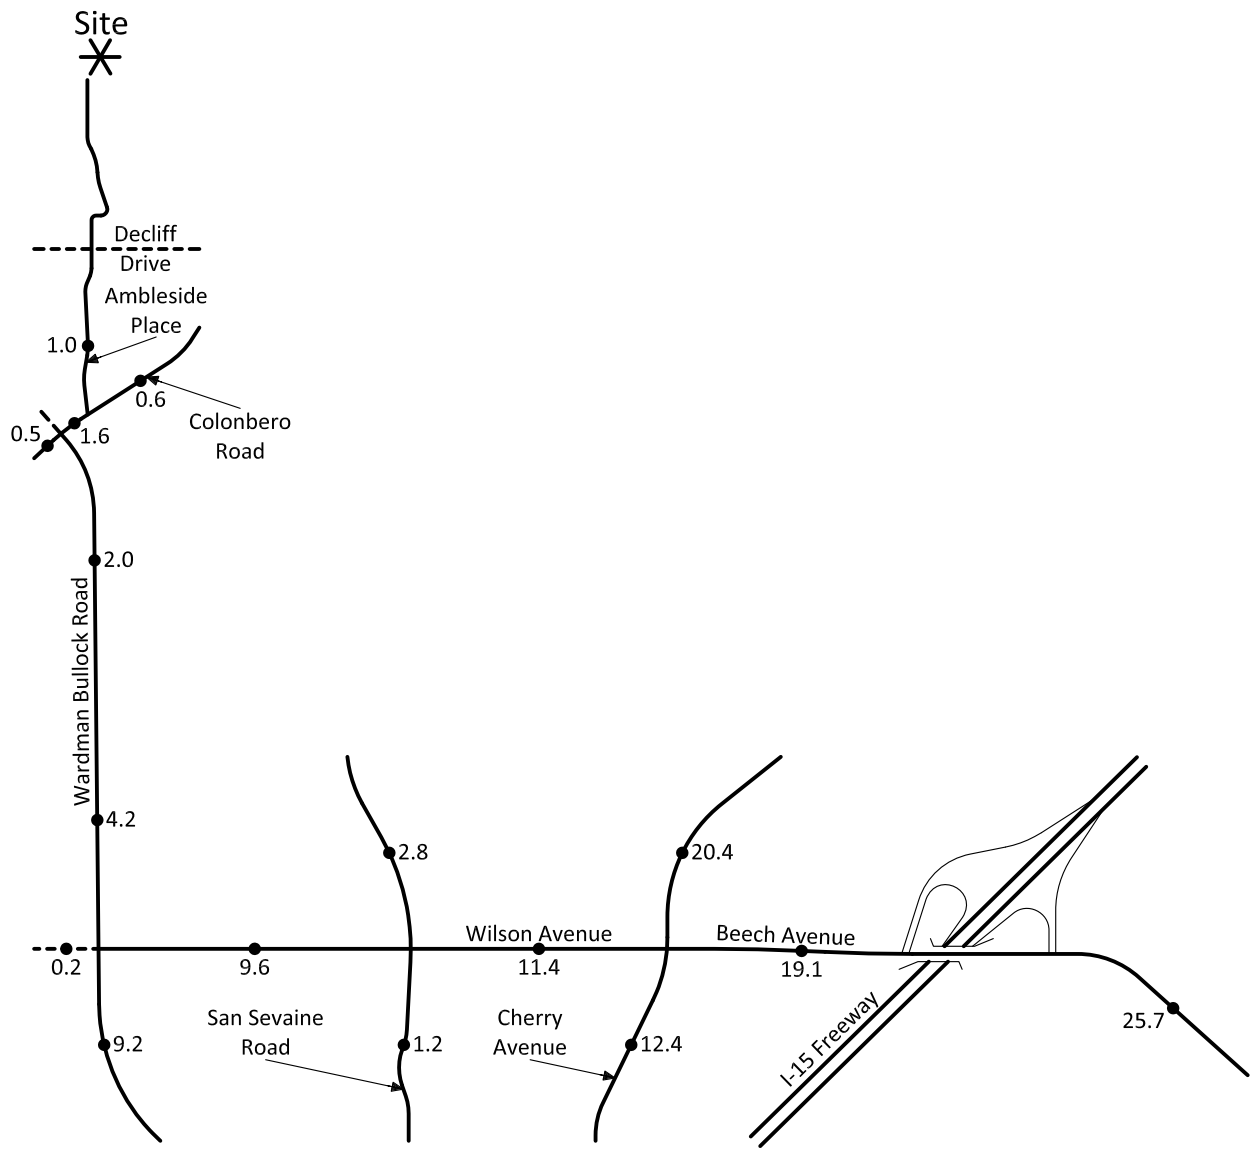 Site
Decliff
Drive
Ambleside
Place
1.0
0.6
Colonbero
Road
0.5
1.6
2.0
Wardman Bullock Road
4.2
2.8
20.4
Wilson Avenue
Beech Avenue
0.2
9.6
11.4
19.1
San Sevaine
Road
Cherry
Avenue
I-15 Freeway
25.7
9.2
1.2
12.4